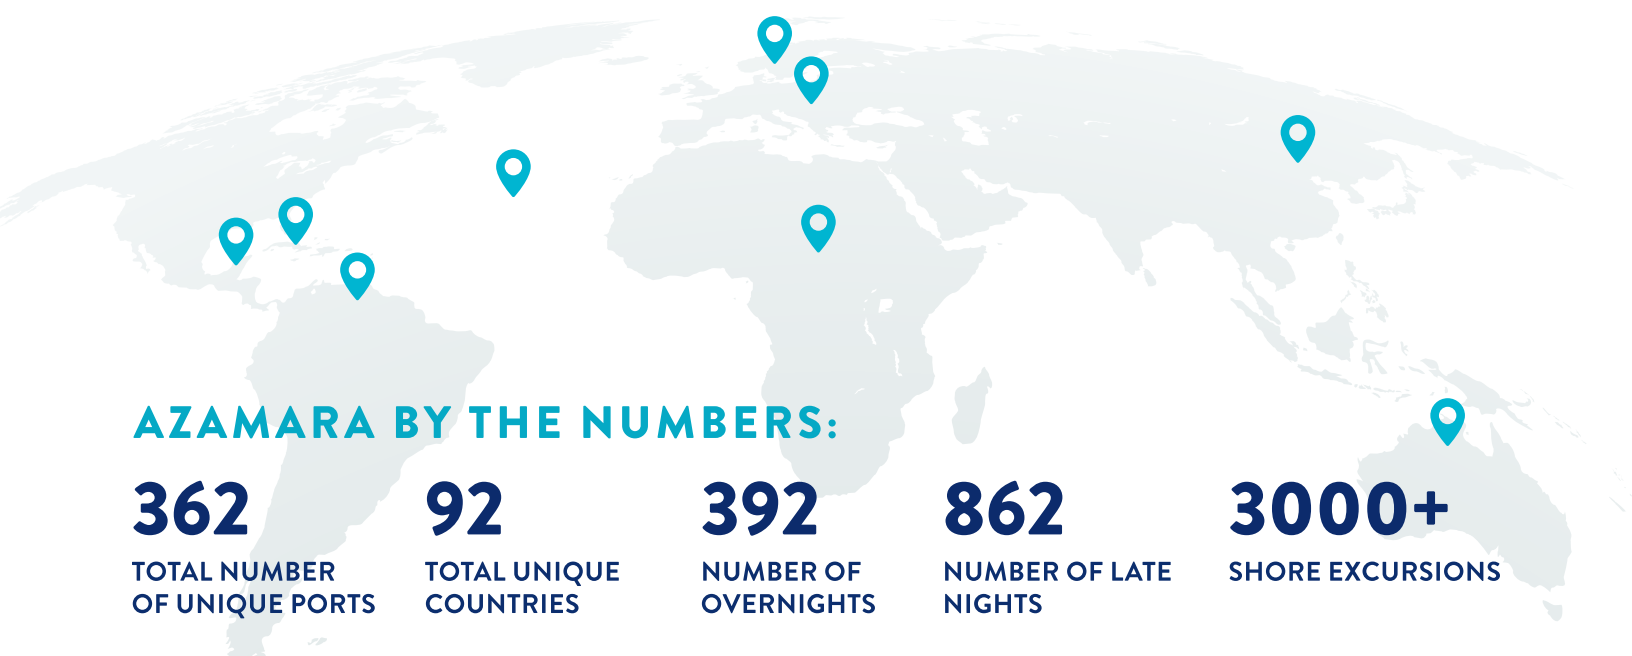 AZAMARA BY THE NUMBERS:
362
TOTAL NUMBER
OF UNIQUE PORTS
92
TOTAL UNIQUE
COUNTRIES
392
NUMBER OF
OVERNIGHTS
862
NUMBER OF LATE
NIGHTS
3000+
SHORE EXCURSIONS